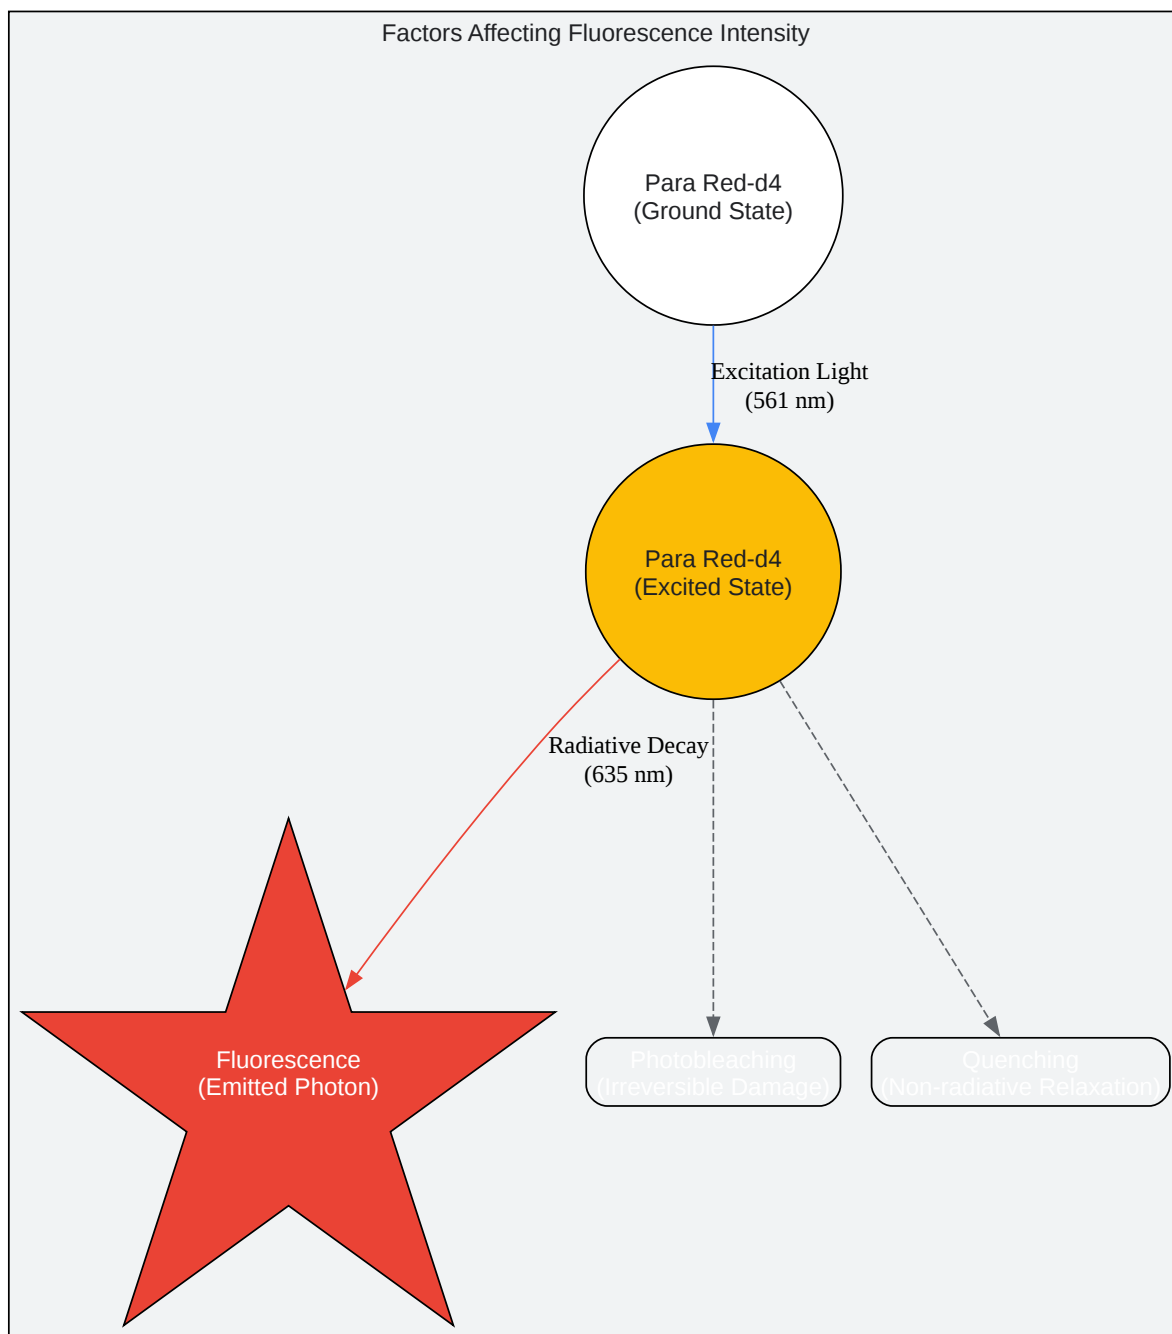 Factors Affecting Fluorescence Intensity
Para Red-d4
(Ground State)
Excitation Light
(561 nm)
Para Red-d4
(Excited State)
Radiative Decay
(635 nm)
Fluorescence
(Emitted Photon)
Photobleaching
(Irreversible Damage)
Quenching
(Non-radiative Relaxation)